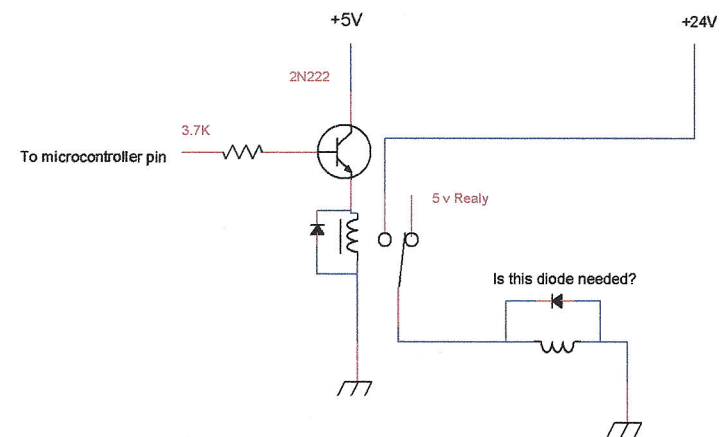 +5V
+24V
2N222
3.7K
To microcontroller pin
5 v Realy
Is this diode needed?